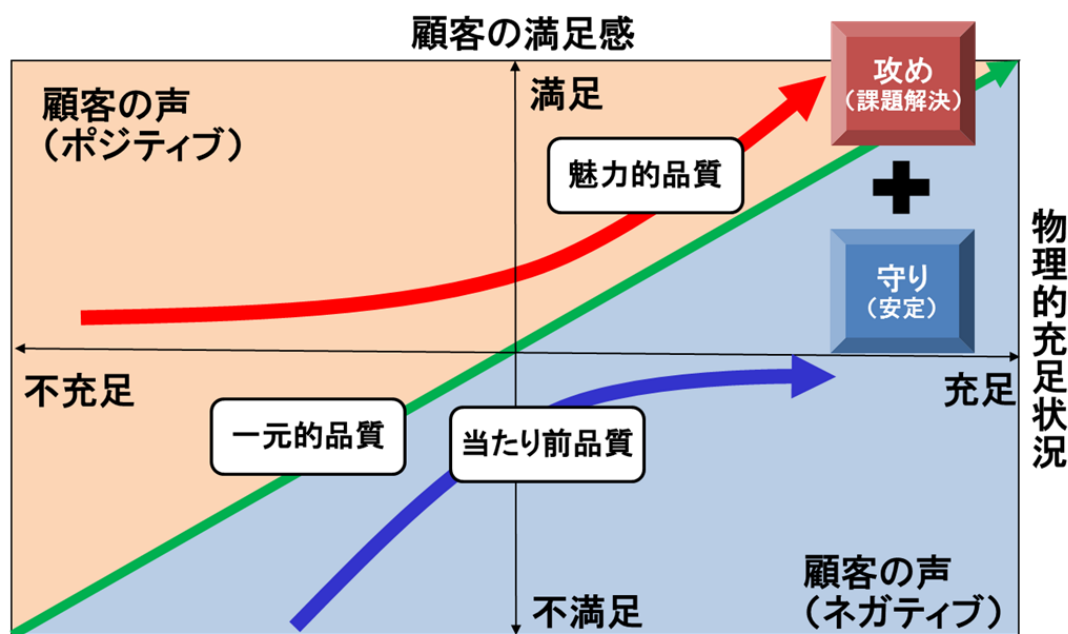 顧客の満足感
顧客の声
（ポジティブ）
満足
攻め
（課題解決）
魅力的品質
守り
（安定）
物理的充足状況
不充足
充足
一元的品質
当たり前品質
不満足
顧客の声
（ネガティブ）